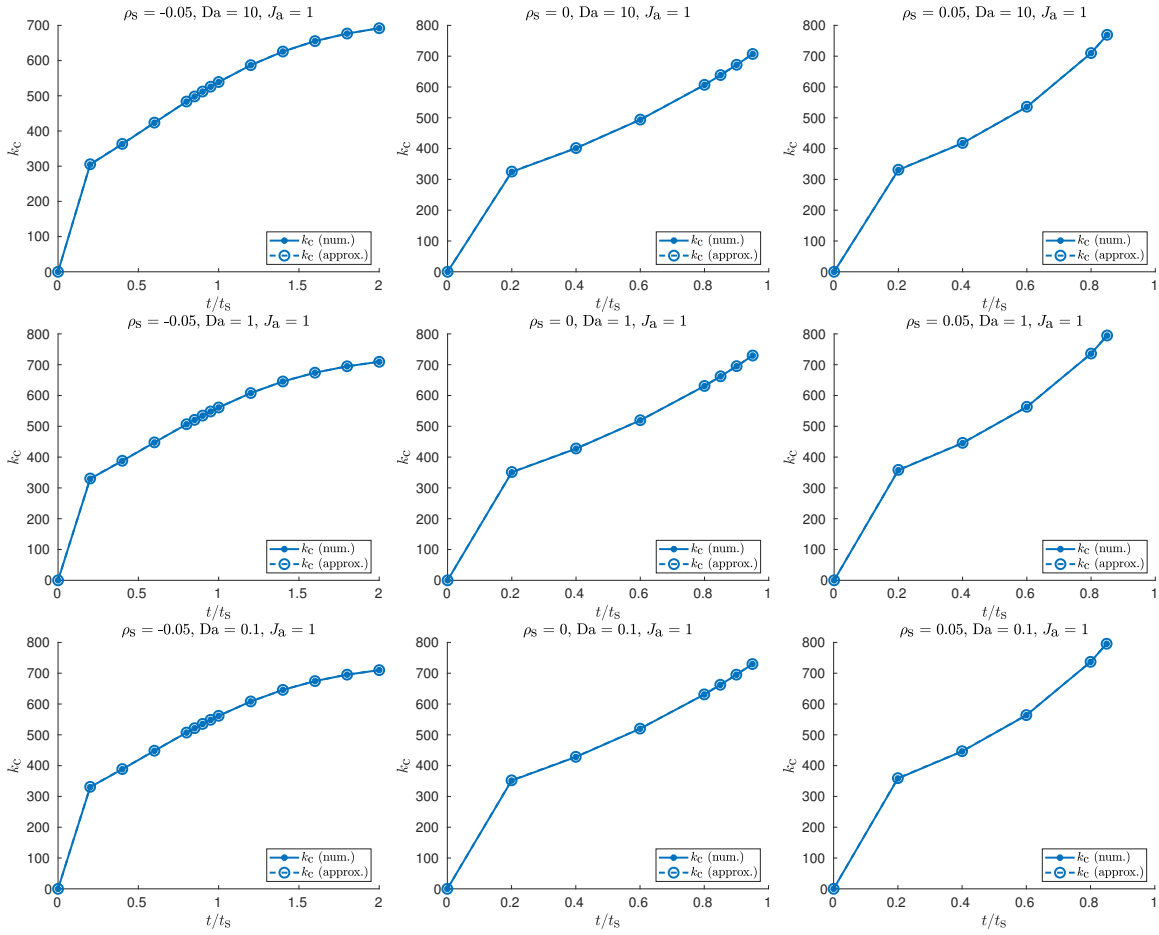 ρs = -0.05, Da = 10, Ja = 1
700
600
500
400
300
200
100
0
kc
kc (num.)
kc (approx.)
0
0.5
1
1.5
2
t/ts
ρs = 0, Da = 10, Ja = 1
800
700
600
500
400
300
200
100
0
kc
kc (num.)
kc (approx.)
0
0.2
0.4
0.6
0.8
1
t/ts
ρs = 0.05, Da = 10, Ja = 1
800
700
600
500
400
300
200
100
0
kc
kc (num.)
kc (approx.)
0
0.2
0.4
0.6
0.8
1
t/ts
ρs = -0.05, Da = 1, Ja = 1
800
700
600
500
400
300
200
100
0
kc
kc (num.)
kc (approx.)
0
0.5
1
1.5
2
t/ts
ρs = 0, Da = 1, Ja = 1
800
700
600
500
400
300
200
100
0
kc
kc (num.)
kc (approx.)
0
0.2
0.4
0.6
0.8
1
t/ts
ρs = 0.05, Da = 1, Ja = 1
800
700
600
500
400
300
200
100
0
kc
kc (num.)
kc (approx.)
0
0.2
0.4
0.6
0.8
1
t/ts
ρs = -0.05, Da = 0.1, Ja = 1
800
700
600
500
400
300
200
100
0
kc
kc (num.)
kc (approx.)
0
0.5
1
1.5
2
t/ts
ρs = 0, Da = 0.1, Ja = 1
800
700
600
500
400
300
200
100
0
kc
kc (num.)
kc (approx.)
0
0.2
0.4
0.6
0.8
1
t/ts
ρs = 0.05, Da = 0.1, Ja = 1
800
700
600
500
400
300
200
100
0
kc
kc (num.)
kc (approx.)
0
0.2
0.4
0.6
0.8
1
t/ts